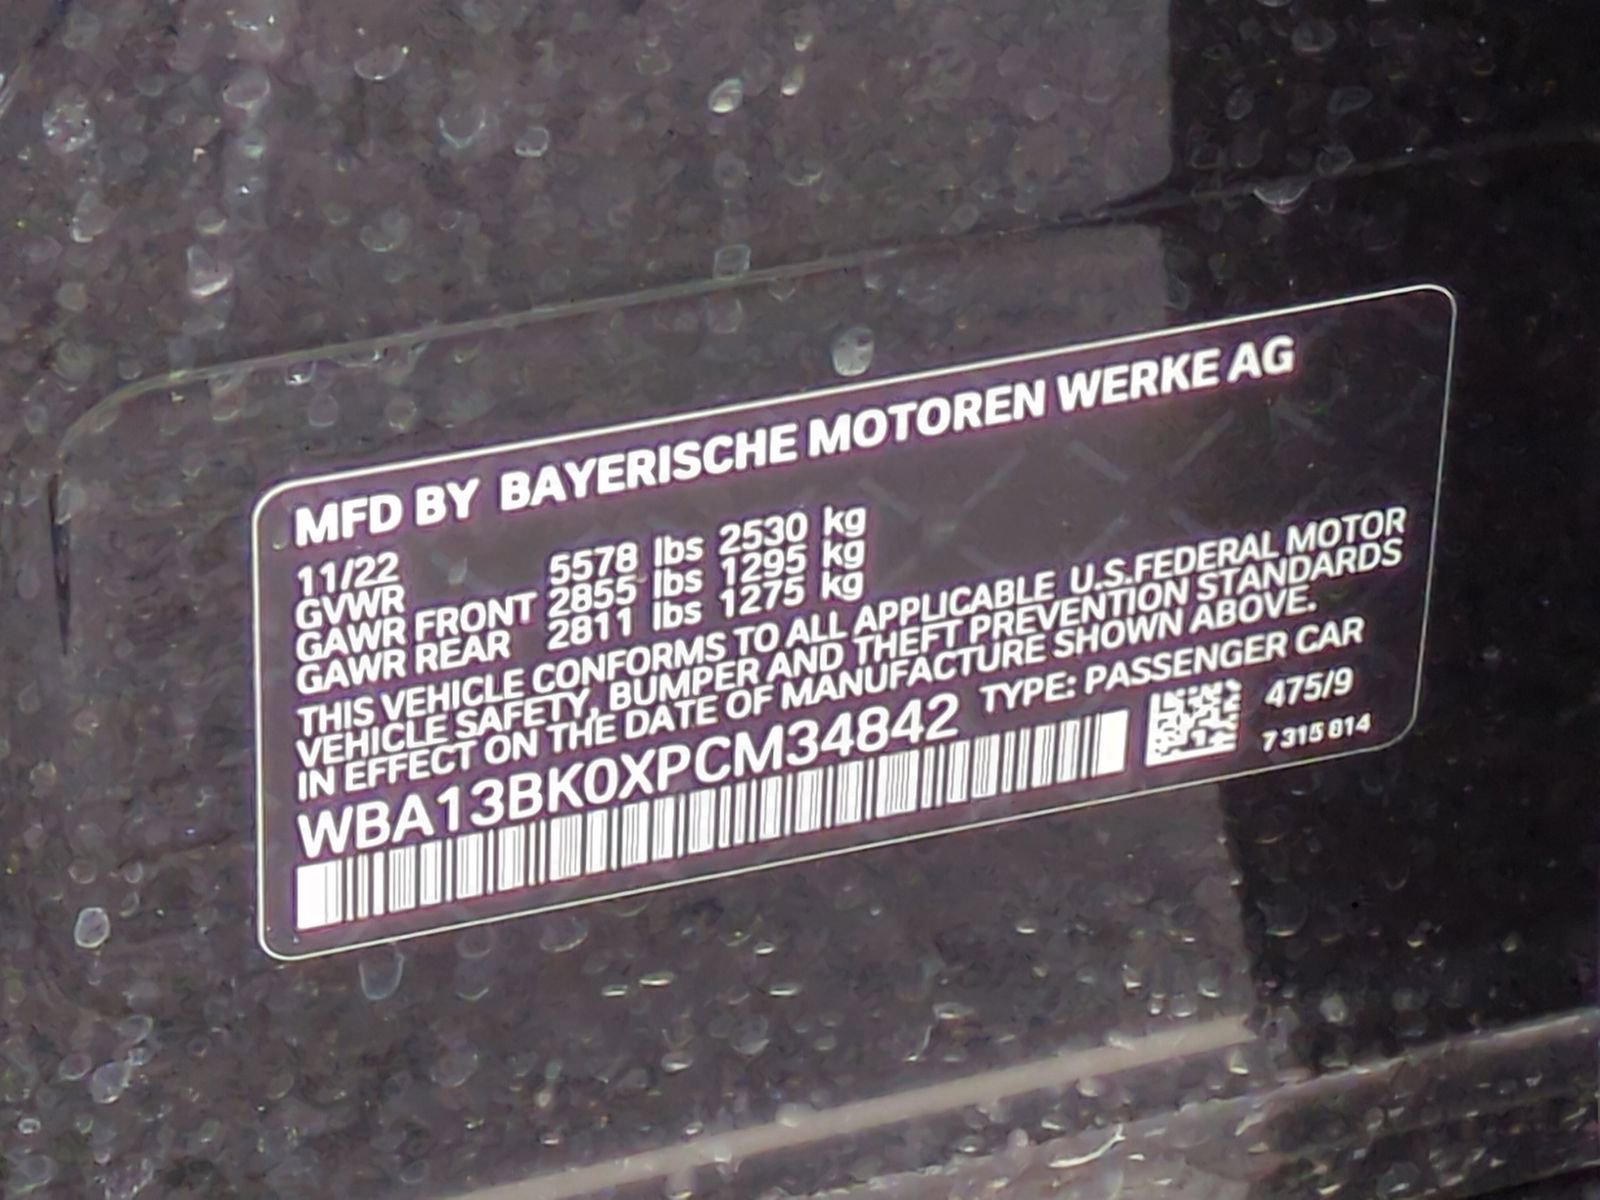 MFD BY BAYERISCHE MOTOREN WERKE AG
11/22
GVWR 5578 lbs 2530 kg
GAWR FRONT 2855 lbs 1295 kg
GAWR REAR 2811 lbs 1275 kg
THIS VEHICLE CONFORMS TO ALL APPLICABLE U.S.FEDERAL MOTOR
VEHICLE SAFETY, BUMPER AND THEFT PREVENTION STANDARDS
IN EFFECT ON THE DATE OF MANUFACTURE SHOWN ABOVE.
WBA13BK0XPCM34842 TYPE: PASSENGER CAR
475/9
7 315 014